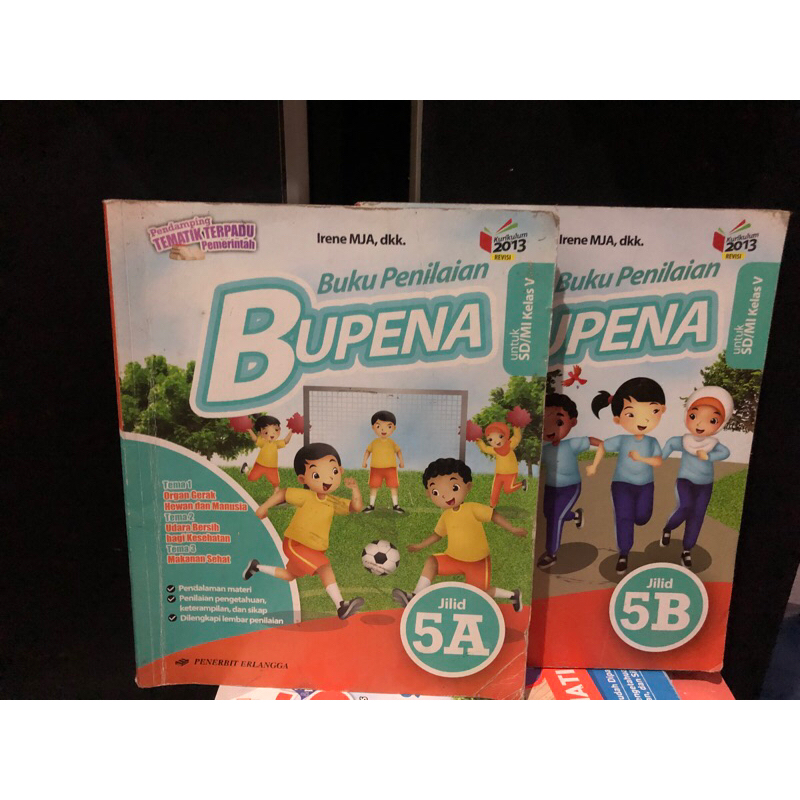 Pendamping
TEMATIK TERPADU
Pemerintah
Irene MJA, dkk.
Kurikulum
2013
REVISI
Buku Penilaian
BUPENA
untuk
SD/MI Kelas V
Tema 1
Organ Gerak
Hewan dan Manusia
Tema 2
Udara Bersih
bagi Kesehatan
Tema 3
Makanan Sehat
Pendalaman materi
Penilaian pengetahuan,
keterampilan, dan sikap
Dilengkapi lembar penilaian
Jilid
5A
PENERBIT ERLANGGA
Irene MJA, dkk.
Kurikulum
2013
REVISI
Buku Penilaian
UPENA
untuk
SD/MI Kelas V
Jilid
5B